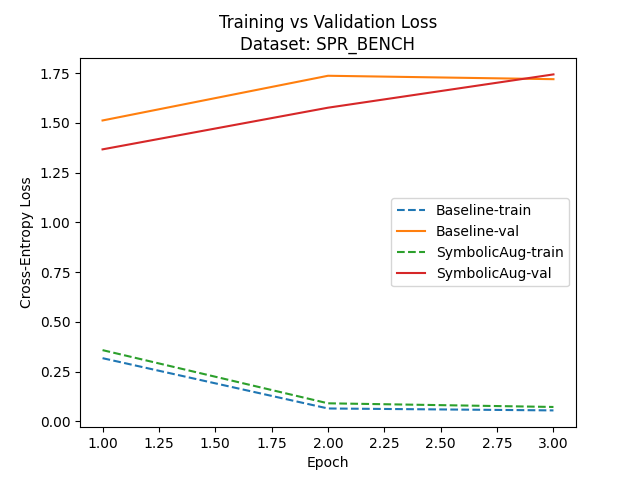 Training vs Validation Loss
Dataset: SPR_BENCH
Cross-Entropy Loss
1.75
1.50
1.25
1.00
0.75
0.50
0.25
0.00
Baseline-train
Baseline-val
SymbolicAug-train
SymbolicAug-val
1.00 1.25 1.50 1.75 2.00 2.25 2.50 2.75 3.00
Epoch